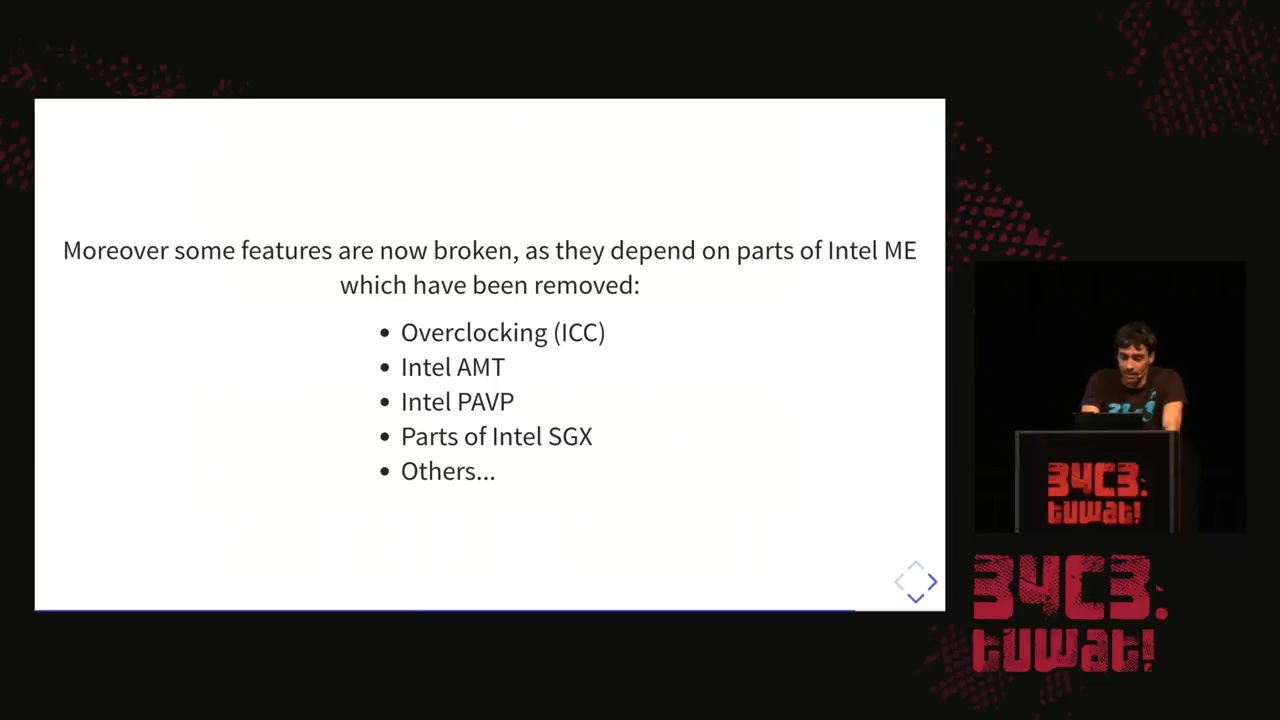 Moreover some features are now broken, as they depend on parts of Intel ME
which have been removed:
• Overclocking (ICC)
• Intel AMT
• Intel PAVP
• Parts of Intel SGX
• Others...
34C3.
tuwat!
34C3.
tuwat!